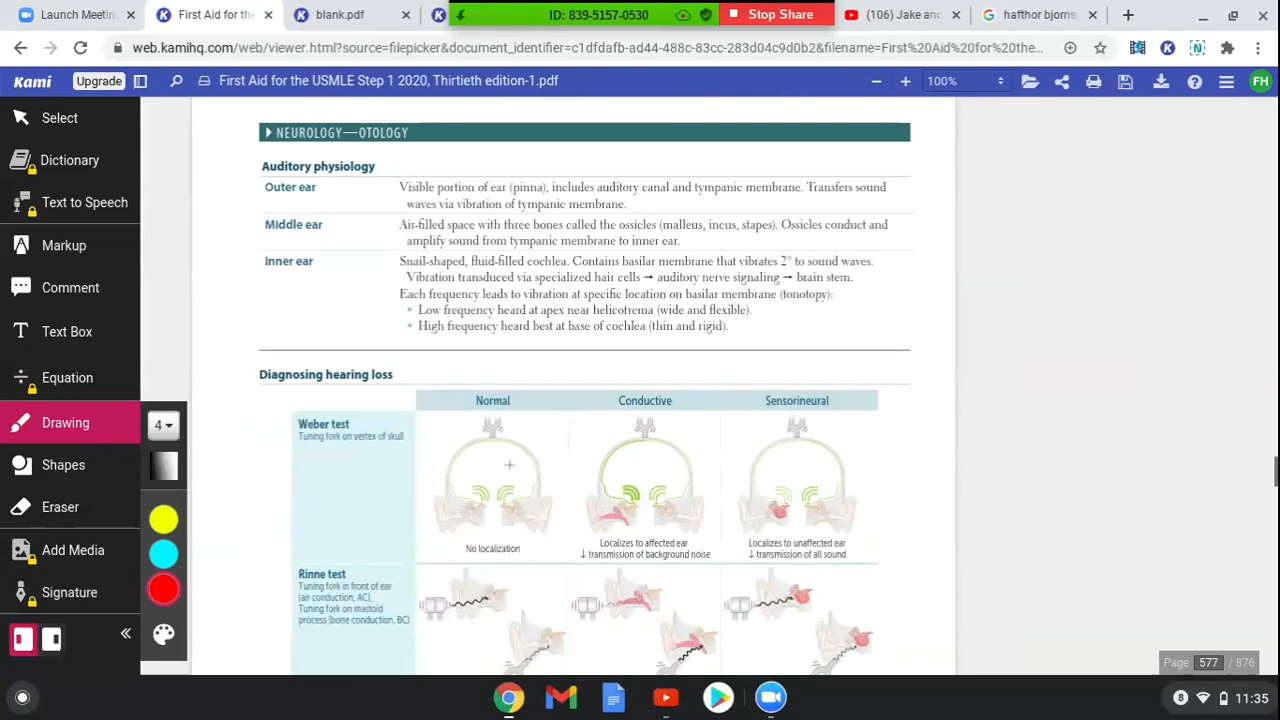 Launch Meeting
First Aid for the
blank.pdf
ID: 839-5157-0530
Stop Share
(106) Jake and
hafthor bjorns
web.kamihq.com/web/viewer.html?source=filepicker&document_identifier=c1dfdafb-ad44-488c-83cc-283d04c9d0b2&filename=First%20Aid%20for%20the...
Kami
Upgrade
First Aid for the USMLE Step 1 2020, Thirtieth edition-1.pdf
100%
FH
Select
Dictionary
Text to Speech
Markup
Comment
Text Box
Equation
Drawing
Shapes
Eraser
Add Media
Signature
4
NEUROLOGY—OTOLOGY
Auditory physiology
Outer ear
Visible portion of ear (pinna), includes auditory canal and tympanic membrane. Transfers sound
waves via vibration of tympanic membrane.
Middle ear
Air-filled space with three bones called the ossicles (malleus, incus, stapes). Ossicles conduct and
amplify sound from tympanic membrane to inner ear.
Inner ear
Snail-shaped, fluid-filled cochlea. Contains basilar membrane that vibrates 2° to sound waves.
Vibration transduced via specialized hair cells → auditory nerve signaling → brain stem.
Each frequency leads to vibration at specific location on basilar membrane (tonotopy):
▪ Low frequency heard at apex near helicotrema (wide and flexible).
▪ High frequency heard best at base of cochlea (thin and rigid).
Diagnosing hearing loss
Normal
Conductive
Sensorineural
Weber test
Tuning fork on vertex of skull
No localization
Localizes to affected ear
↓ transmission of background noise
Localizes to unaffected ear
↓ transmission of all sound
Rinne test
Tuning fork in front of ear
(air conduction, AC).
Tuning fork on mastoid
process (bone conduction, BC)
Page 577 / 876
8
11:35